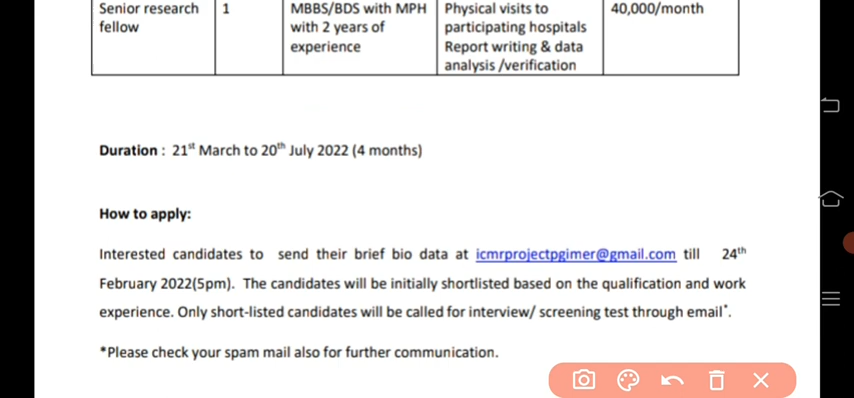 Senior research 1 MBBS/BDS with MPH Physical visits to 40,000/month
fellow with 2 years of participating hospitals
experience Report writing & data
analysis /verification
Duration : 21st March to 20th July 2022 (4 months)
How to apply:
Interested candidates to send their brief bio data at icmrprojectpgimer@gmail.com till 24th
February 2022(5pm). The candidates will be initially shortlisted based on the qualification and work
experience. Only short-listed candidates will be called for interview/ screening test through email*.
*Please check your spam mail also for further communication.